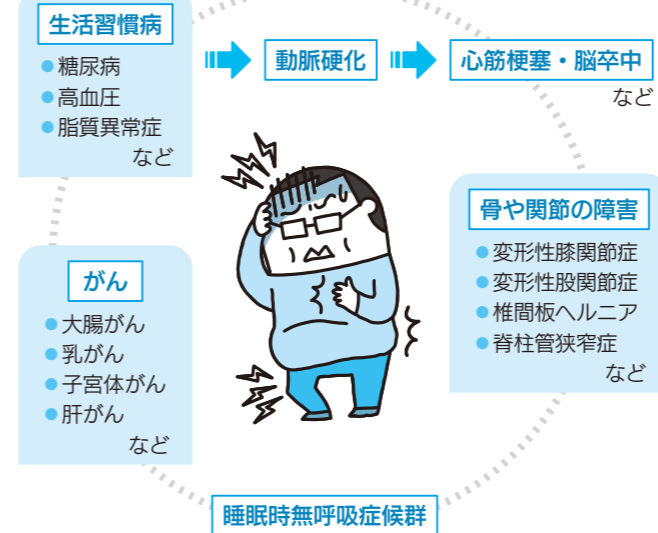 生活習慣病
●糖尿病
●高血圧
●脂質異常症
など
動脈硬化
心筋梗塞・脳卒中
など
骨や関節の障害
●変形性膝関節症
●変形性股関節症
●椎間板ヘルニア
●脊柱管狭窄症
など
がん
●大腸がん
●乳がん
●子宮体がん
●肝がん
など
睡眠時無呼吸症候群